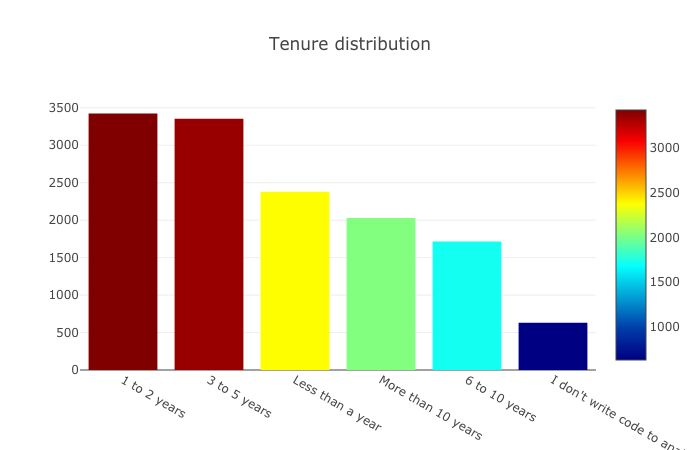 Tenure distribution
3500
3000
2500
2000
1500
1000
500
0
3000
2500
2000
1500
1000
1 to 2 years
3 to 5 years
Less than a year
More than 10 years
6 to 10 years
I don't write code to